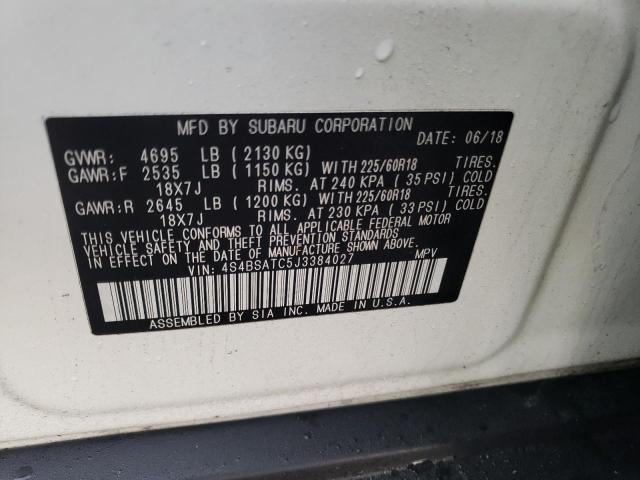 MFD BY SUBARU CORPORATION DATE: 06/18
GVWR: 4695 LB ( 2130 KG)
GAWR:F 2535 LB ( 1150 KG) WITH 225/60R18 TIRES.
18X7J RIMS. AT 240 KPA ( 35 PSI) COLD
GAWR:R 2645 LB ( 1200 KG) WITH 225/60R18 TIRES.
18X7J RIMS. AT 230 KPA ( 33 PSI) COLD
THIS VEHICLE CONFORMS TO ALL APPLICABLE FEDERAL MOTOR
VEHICLE SAFETY AND THEFT PREVENTION STANDARDS IN EFFECT
ON THE DATE OF MANUFACTURE SHOWN ABOVE.
VIN: 4S4BSATC5J3384027 MPV
ASSEMBLED BY SIA INC. MADE IN U.S.A.